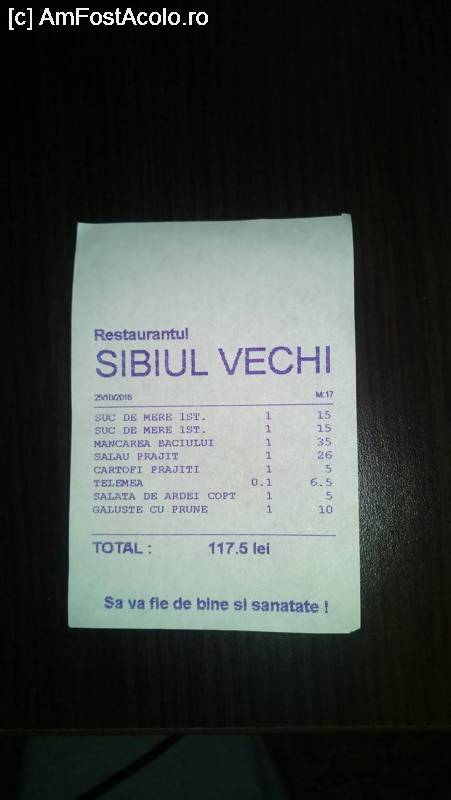 [c] AmFostAcolo.ro
Restaurantul
SIBIUL VECHI
25/10/2016 M:17
SUC DE MERE 1ST. 1 15
SUC DE MERE 1ST. 1 15
MANCAREA BACIULUI 1 35
SALAU PRAJIT 1 26
CARTOFI PRAJITI 1 5
TELEMEA 0.1 6.5
SALATA DE ARDEI COPT 1 5
GALUSTE CU PRUNE 1 10
TOTAL : 117.5 lei
Sa va fie de bine si sanatate !